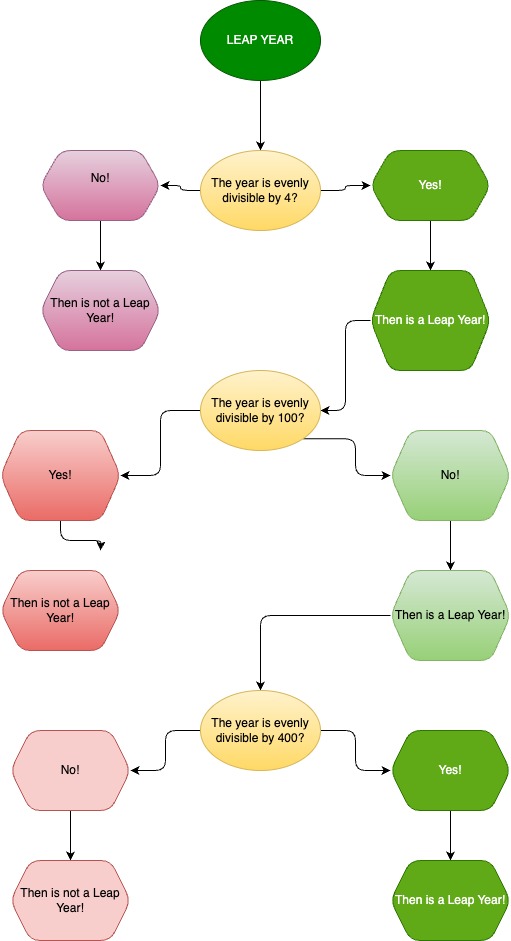 LEAP YEAR
No!
The year is evenly
divisible by 4?
Yes!
Then is not a Leap
Year!
Then is a Leap Year!
The year is evenly
divisible by 100?
Yes!
No!
Then is not a Leap
Year!
Then is a Leap Year!
The year is evenly
divisible by 400?
No!
Yes!
Then is not a Leap
Year!
Then is a Leap Year!